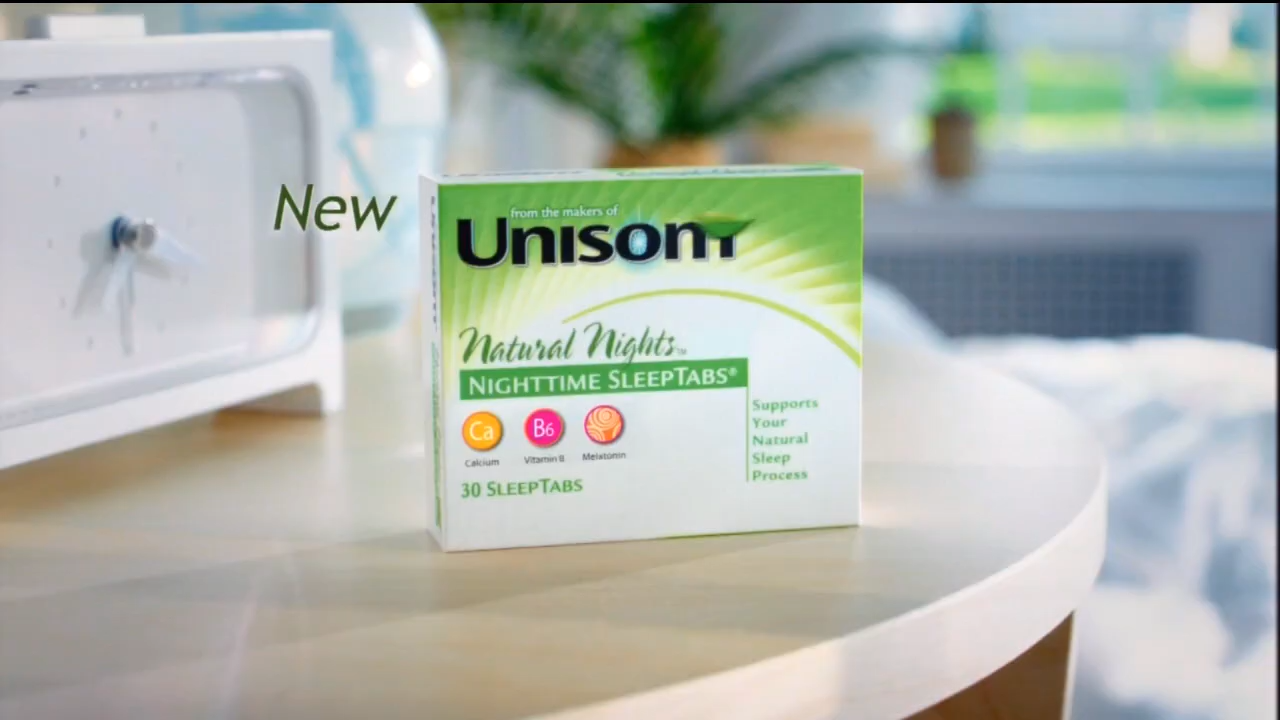 New
from the makers of
Unisom
Natural Nights™
NIGHTTIME SLEEPTABS®
Ca
B6
Calcium
Vitamin B
Melatonin
30 SLEEPTABS
Supports
Your
Natural
Sleep
Process